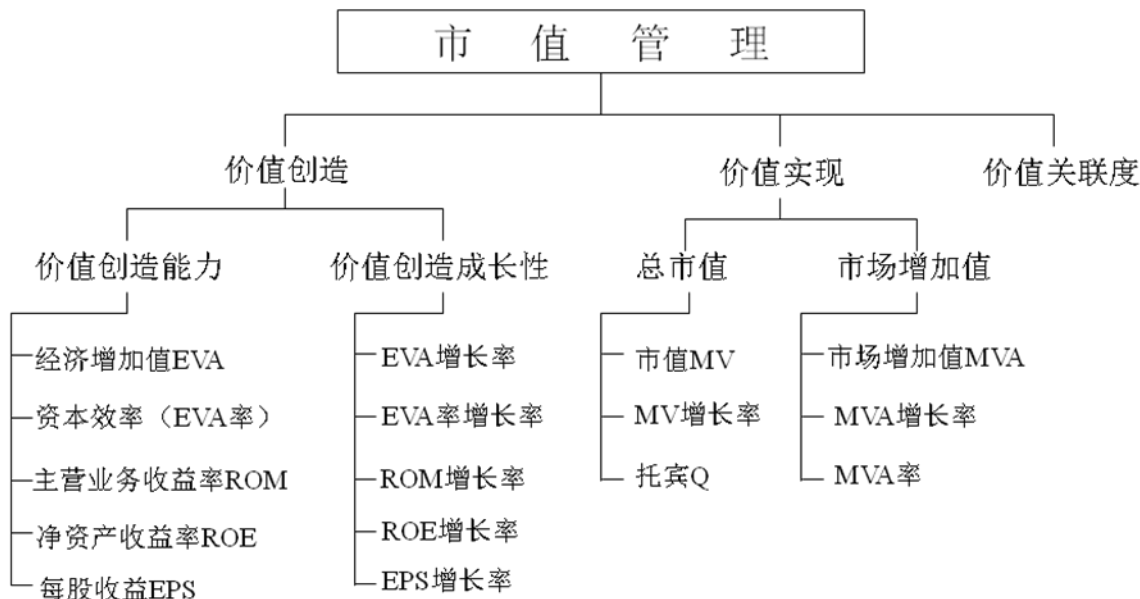 市 值 管 理
价值创造
价值实现
价值关联度
价值创造能力
价值创造成长性
总市值
市场增加值
经济增加值EVA
资本效率（EVA率）
主营业务收益率ROM
净资产收益率ROE
每股收益EPS
EVA增长率
EVA率增长率
ROM增长率
ROE增长率
EPS增长率
市值MV
MV增长率
托宾Q
市场增加值MVA
MVA增长率
MVA率